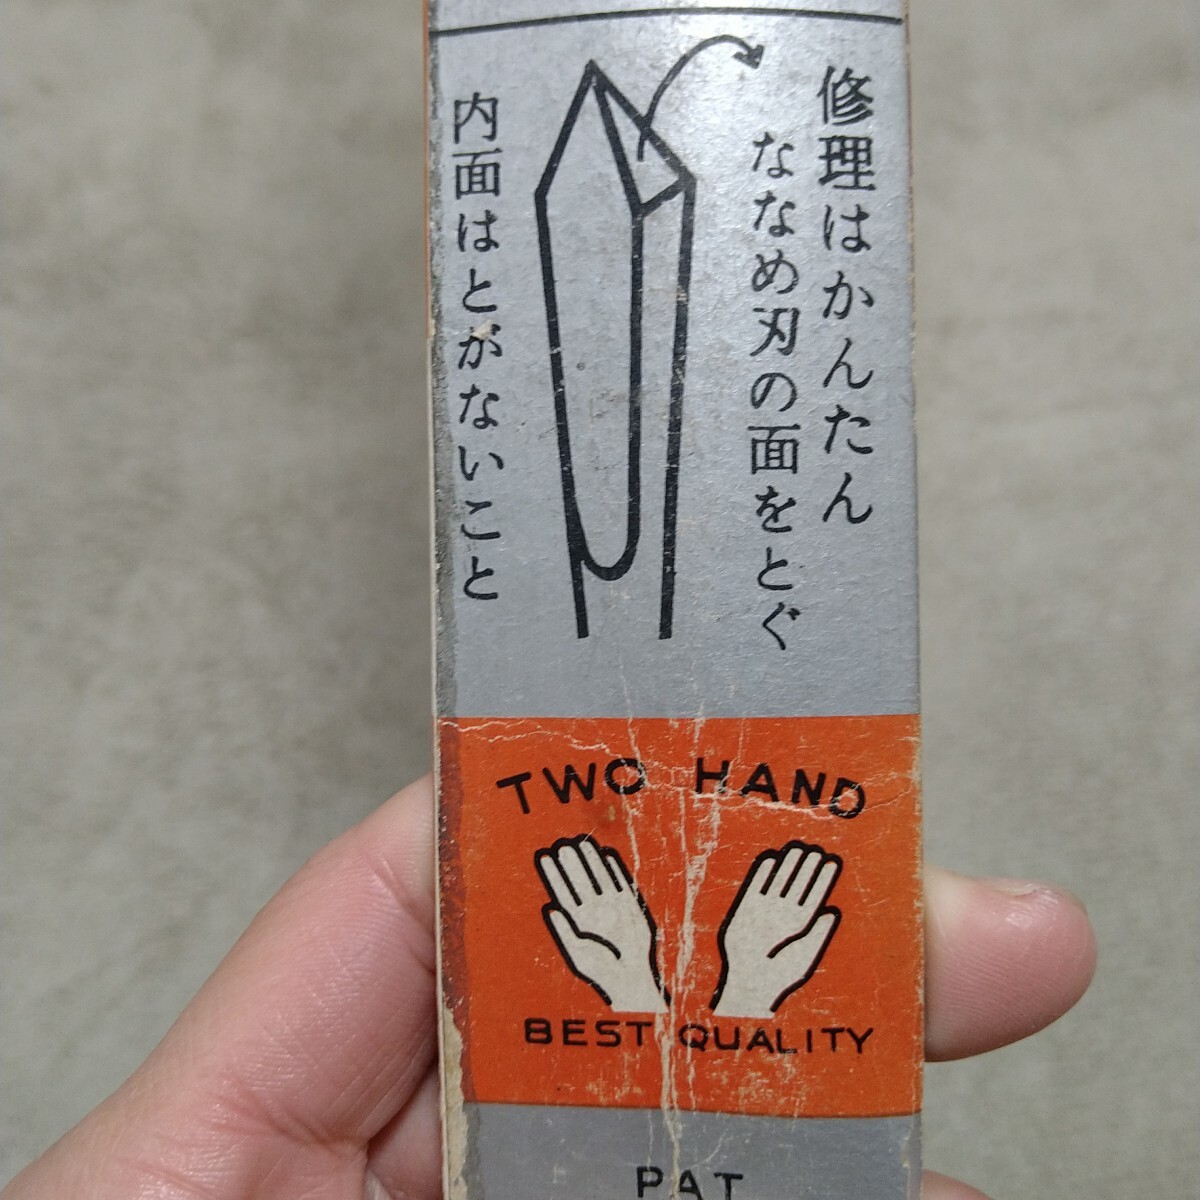 修理はかんたん
ななめ刃の面をとぐ
内面はとがないこと
TWO HAND
BEST QUALITY
PAT